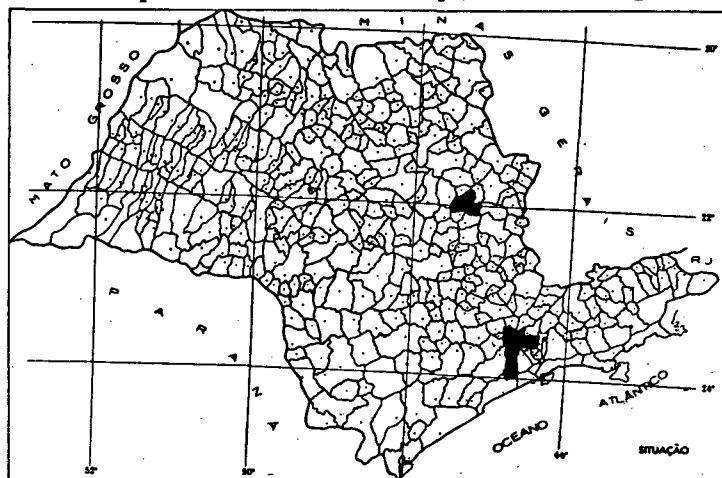 MINAS GERAIS
20°
MATO GROSSO
22°
RJ
PARANÁ
24°
ATLÂNTICO
OCEANO
52°
50°
46°
SITUAÇÃO